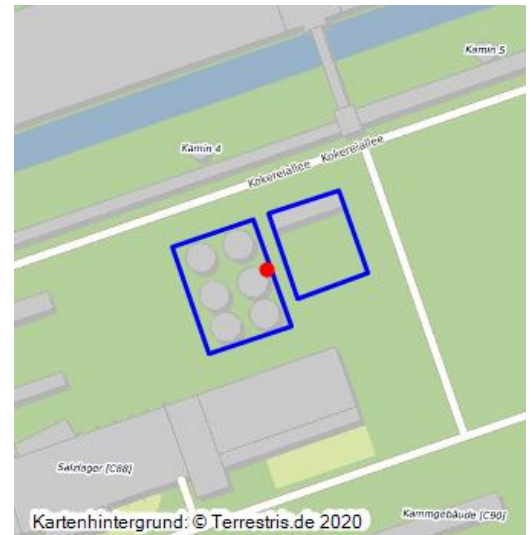 Kamin 5
Kamin 4
Kokereiallee Kokereiallee
Salzlager [C88]
Kammgebäude [C90]
Kartenhintergrund: © Terrestris.de 2020